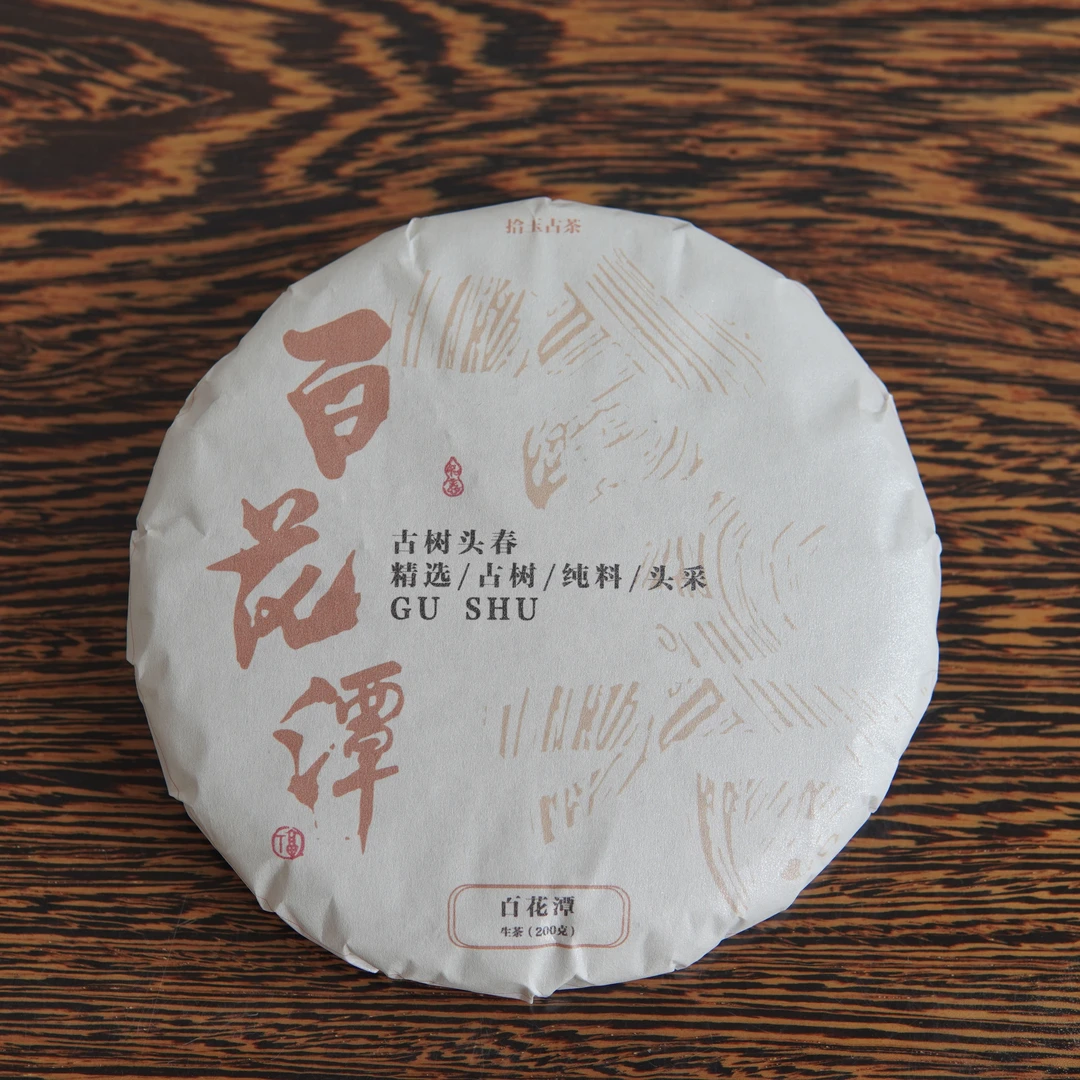 拾玉古茶
百花潭
古树头春
精选/古树/纯料/头采
GU SHU
百花潭
生茶(200克)